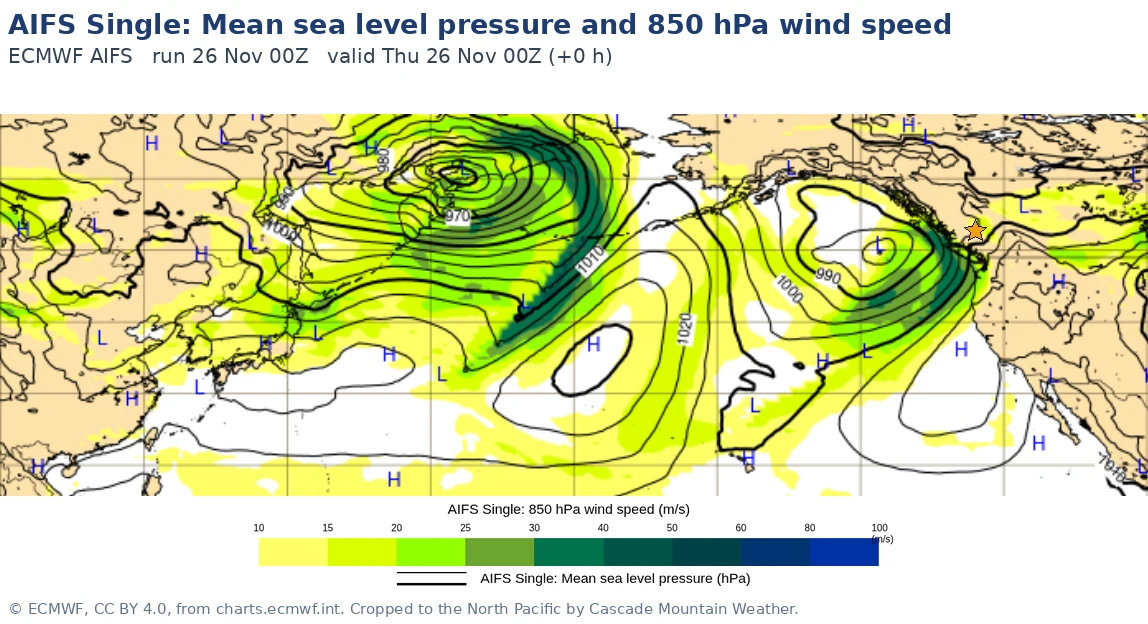 AIFS Single: Mean sea level pressure and 850 hPa wind speed
ECMWF AIFS run 26 Nov 00Z valid Thu 26 Nov 00Z (+0 h)
H L H L H L H L H L
980
L L L
H L L H 970 L
1000 1010
990
1000
H
L
1020
L L H H L H H L
L L H
L H L
H H H H L
1010
AIFS Single: 850 hPa wind speed (m/s)
10 15 20 25 30 40 50 60 80 100
(m/s)
AIFS Single: Mean sea level pressure (hPa)
© ECMWF, CC BY 4.0, from charts.ecmwf.int. Cropped to the North Pacific by Cascade Mountain Weather.